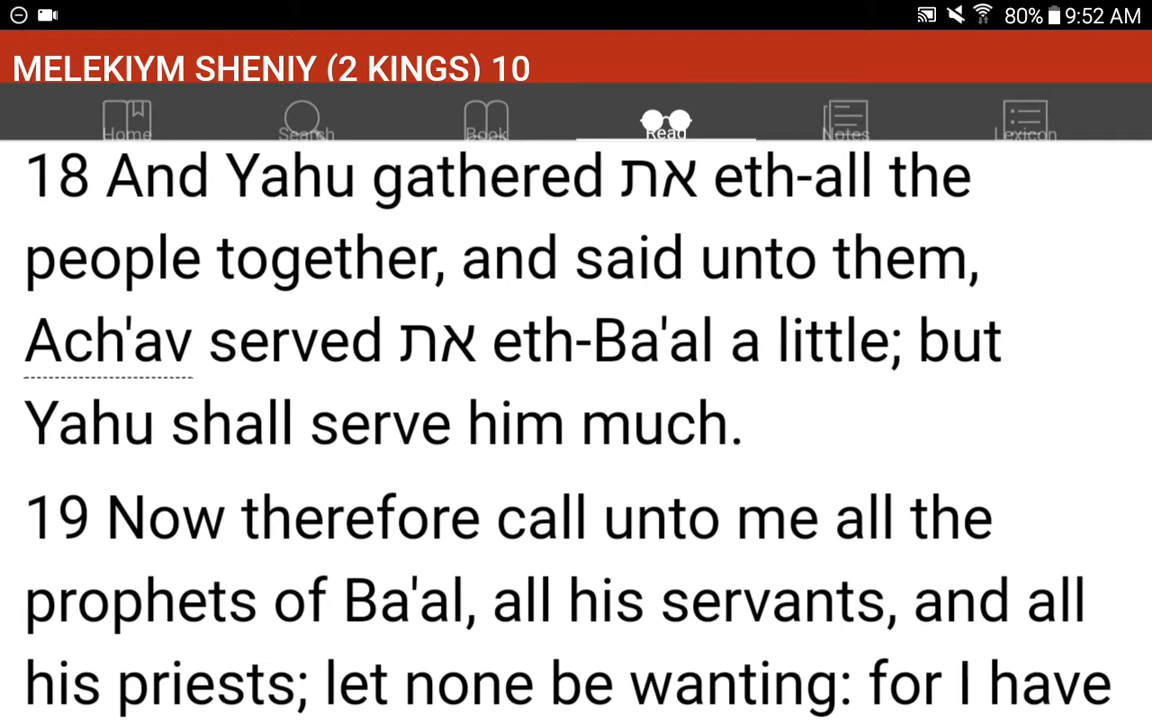 80% 9:52 AM
MELEKIYM SHENIY (2 KINGS) 10
Home Search Book Read Notes Lexicon
18 And Yahu gathered את eth-all the
people together, and said unto them,
Ach'av served את eth-Ba'al a little; but
Yahu shall serve him much.
19 Now therefore call unto me all the
prophets of Ba'al, all his servants, and all
his priests; let none be wanting: for I have